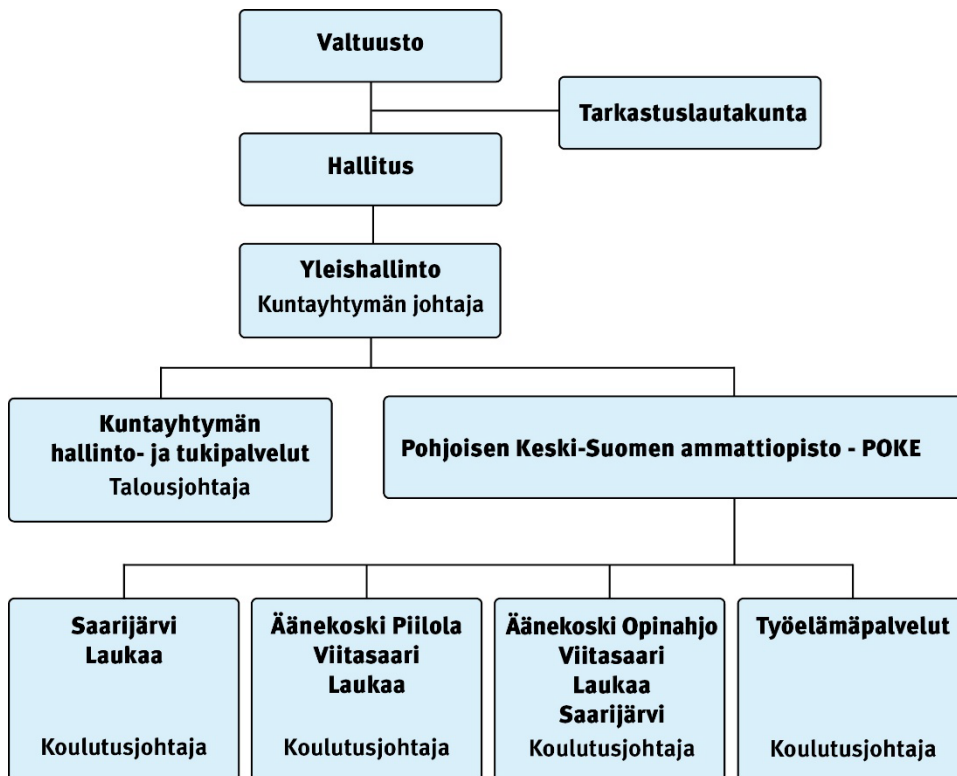 Valtuusto
Tarkastuslautakunta
Hallitus
Yleishallinto
Kuntayhtymän johtaja
Kuntayhtymän
hallinto- ja tukipalvelut
Talousjohtaja
Pohjoisen Keski-Suomen ammattiopisto - POKE
Saarijärvi
Laukaa
Koulutusjohtaja
Äänekoski Piilola
Viitasaari
Laukaa
Koulutusjohtaja
Äänekoski Opinahjo
Viitasaari
Laukaa
Saarijärvi
Koulutusjohtaja
Työelämäpalvelut
Koulutusjohtaja